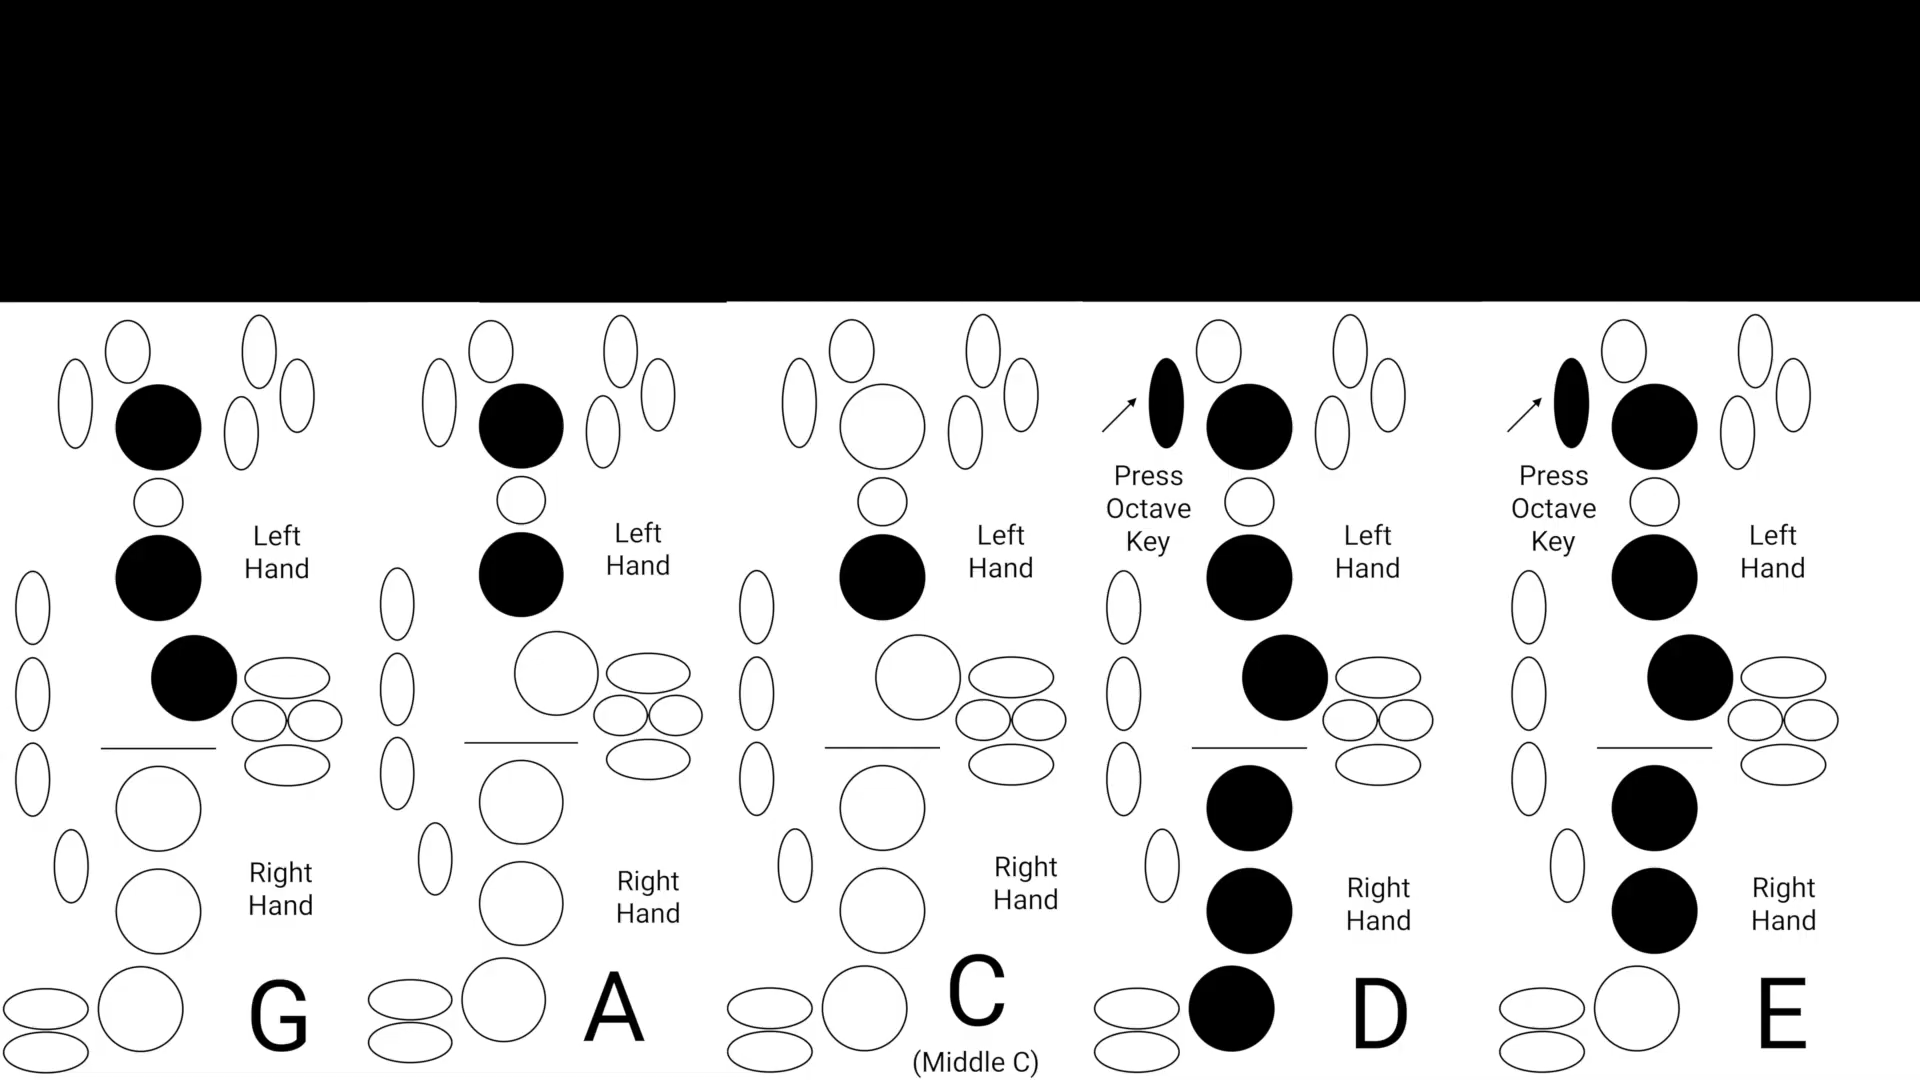 Left
Hand
Right
Hand
G
Left
Hand
Right
Hand
A
Left
Hand
Right
Hand
C
(Middle C)
Press
Octave
Key
Left
Hand
Right
Hand
D
Press
Octave
Key
Left
Hand
Right
Hand
E